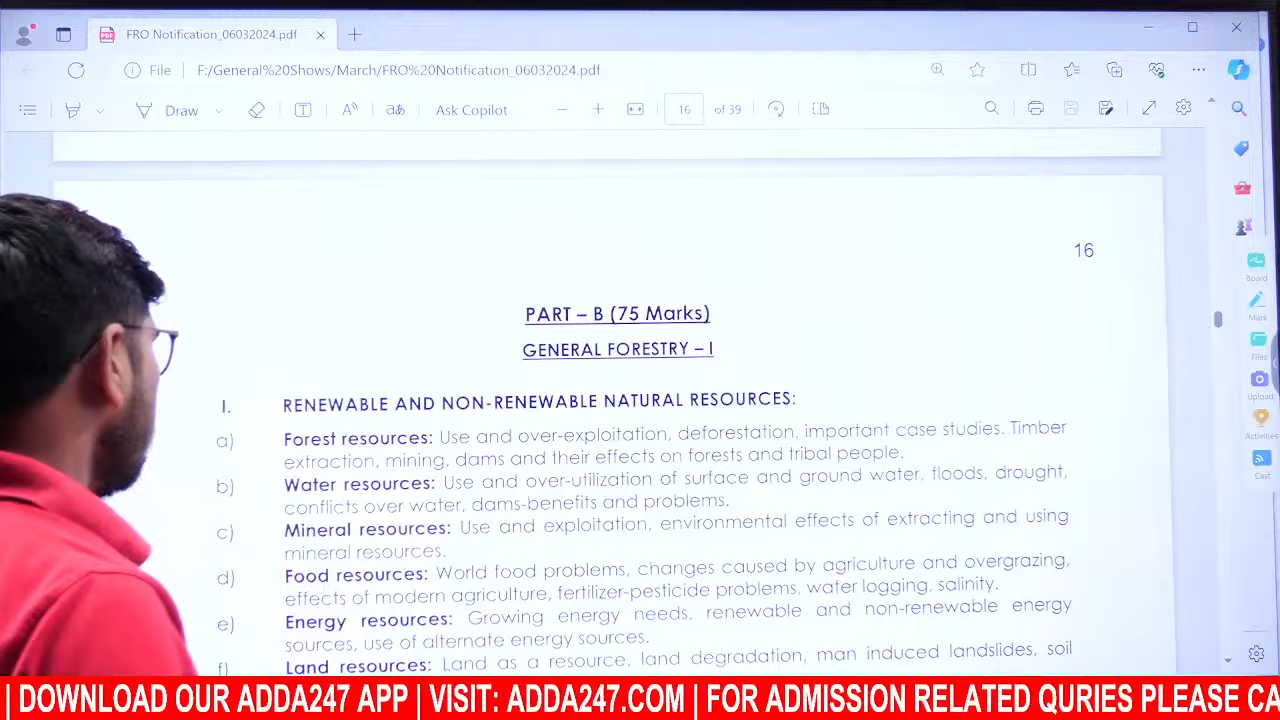 FRO Notification_06032024.pdf
File | F:/General%20Shows/March/FRO%20Notification_06032024.pdf
Draw
Ask Copilot
16 of 39
16
PART – B (75 Marks)
GENERAL FORESTRY – I
I. RENEWABLE AND NON-RENEWABLE NATURAL RESOURCES:
a) Forest resources: Use and over-exploitation, deforestation, important case studies. Timber
extraction, mining, dams and their effects on forests and tribal people.
b) Water resources: Use and over-utilization of surface and ground water, floods, drought,
conflicts over water, dams-benefits and problems.
c) Mineral resources: Use and exploitation, environmental effects of extracting and using
mineral resources.
d) Food resources: World food problems, changes caused by agriculture and overgrazing,
effects of modern agriculture, fertilizer-pesticide problems, water logging, salinity.
e) Energy resources: Growing energy needs, renewable and non-renewable energy
sources, use of alternate energy sources.
f) Land resources: Land as a resource, land degradation, man induced landslides, soil
Board
Mark
Files
Upload
Activities
Cast
| DOWNLOAD OUR ADDA247 APP | VISIT: ADDA247.COM | FOR ADMISSION RELATED QURIES PLEASE CA